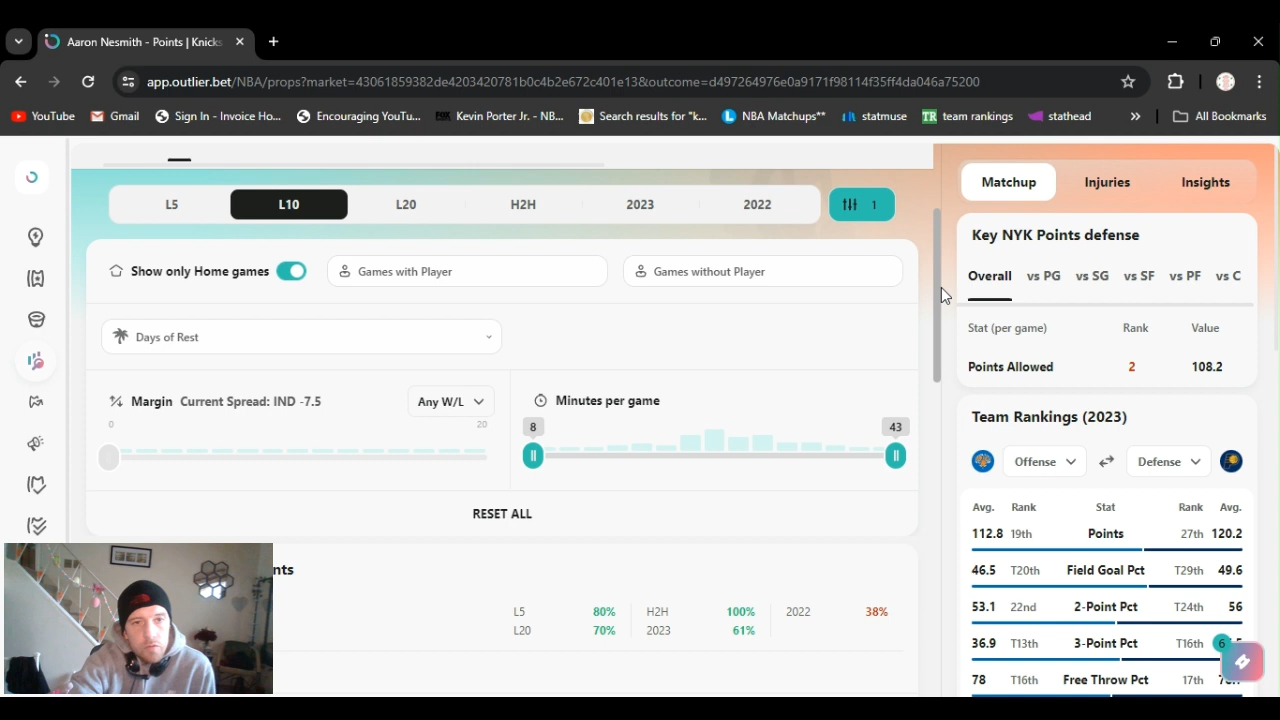 Aaron Nesmith - Points | Knicks
app.outlier.bet/NBA/props?market=43061859382de4203420781b0c4b2e672c401e13&outcome=d497264976e0a9171f98114f35ff4da046a75200
YouTube Gmail Sign In - Invoice Ho... Encouraging YouTu... Kevin Porter Jr. - NB... Search results for "k... NBA Matchups** statmuse team rankings stathead » All Bookmarks
L5 L10 L20 H2H 2023 2022 1
Show only Home games Games with Player Games without Player
Days of Rest
Margin Current Spread: IND -7.5 Any W/L
0 20
Minutes per game
8 43
RESET ALL
nts
L5 80% H2H 100% 2022 38%
L20 70% 2023 61%
Matchup Injuries Insights
Key NYK Points defense
Overall vs PG vs SG vs SF vs PF vs C
Stat (per game) Rank Value
Points Allowed 2 108.2
Team Rankings (2023)
Offense Defense
Avg. Rank Stat Rank Avg.
112.8 19th Points 27th 120.2
46.5 T20th Field Goal Pct T29th 49.6
53.1 22nd 2-Point Pct T24th 56
36.9 T13th 3-Point Pct T16th
78 T16th Free Throw Pct 17th